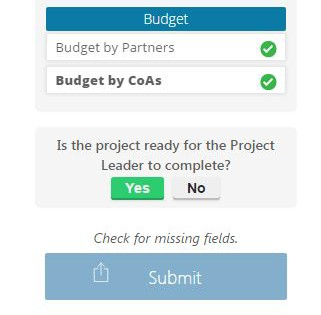 Budget
Budget by Partners
Budget by CoAs
Is the project ready for the Project
Leader to complete?
Yes No
Check for missing fields.
Submit